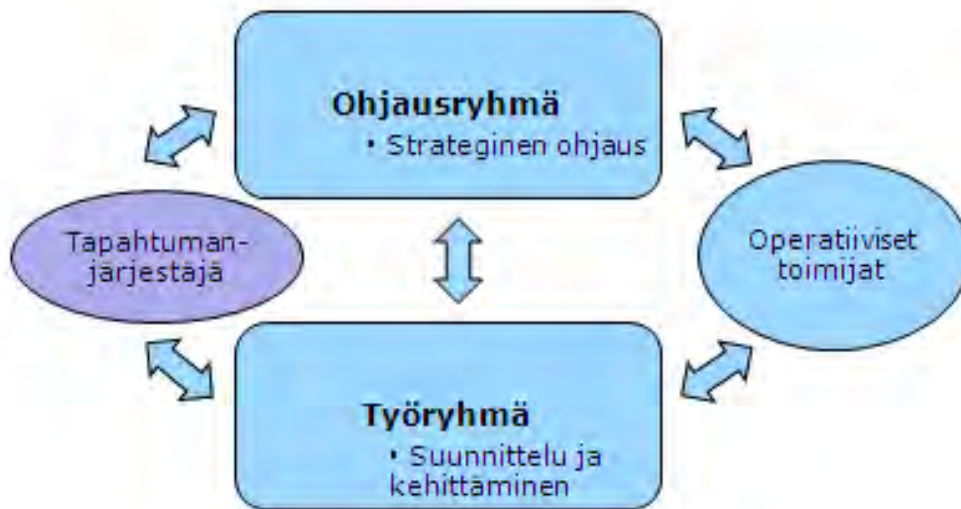 Ohjausryhmä
• Strateginen ohjaus
Tapahtuman-
järjestäjä
Operatiiviset
toimijat
Työryhmä
• Suunnittelu ja
kehittäminen